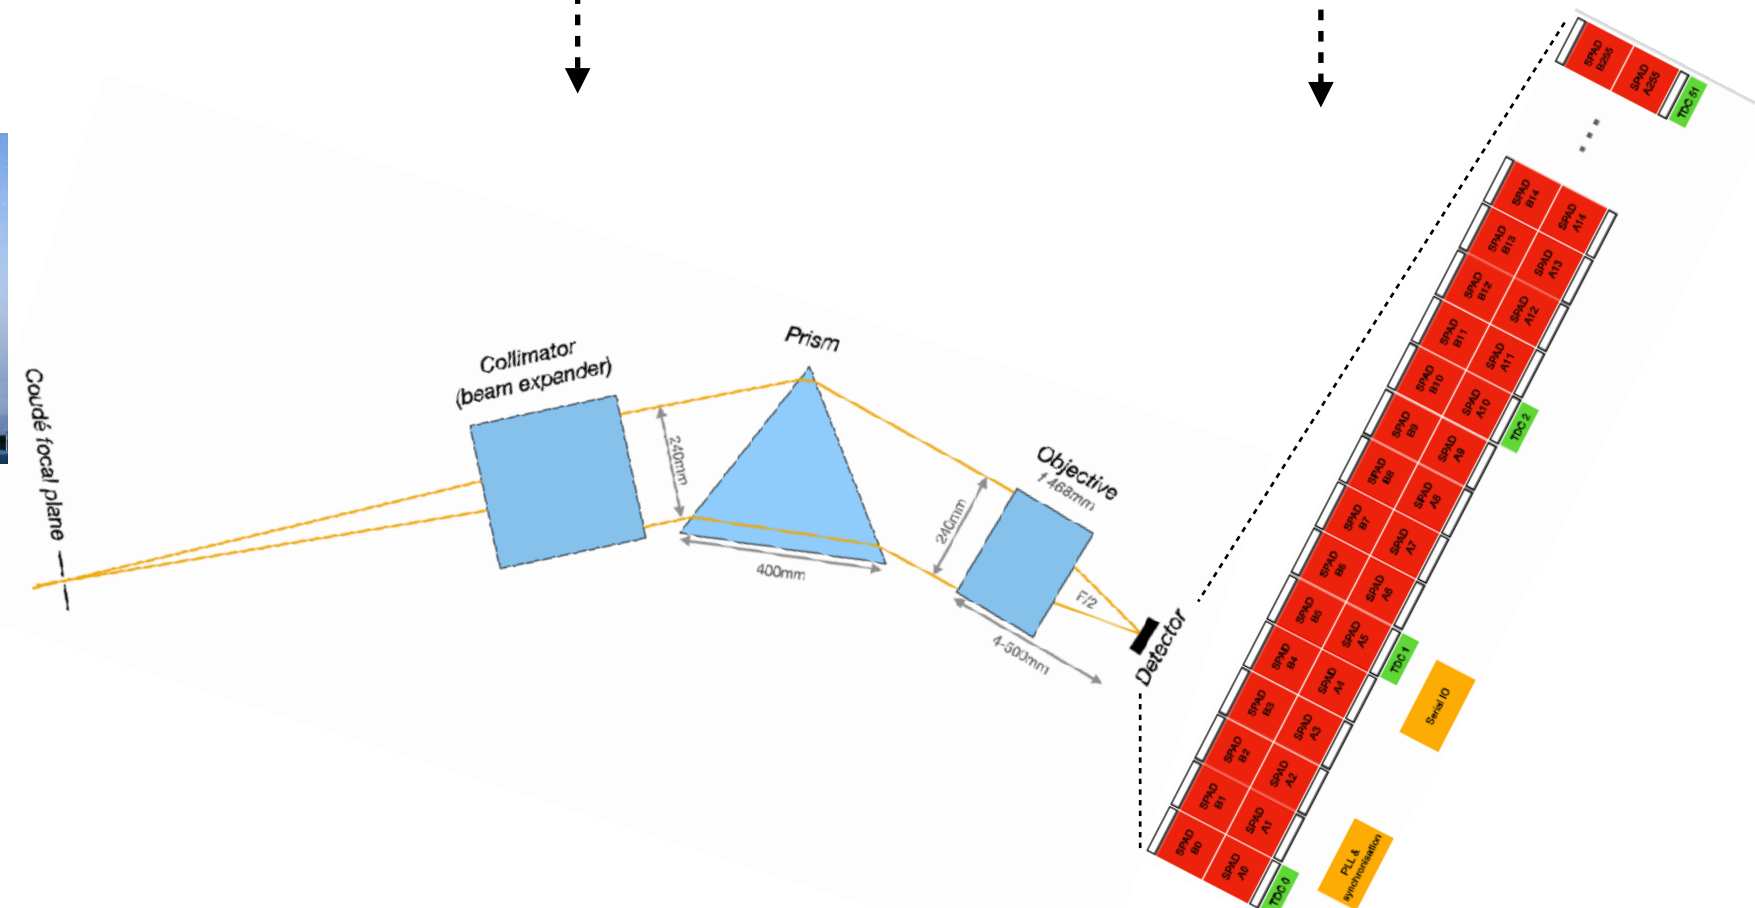 Coudé focal plane
Collimator
(beam expander)
240mm
Prism
400mm
240mm
Objective
f 468mm
F/2
4-500mm
Detector
SPAD
B255
SPAD
A255
TDC 51
...
SPAD
B14
SPAD
A14
SPAD
B13
SPAD
A13
SPAD
B12
SPAD
A12
SPAD
B11
SPAD
A11
SPAD
B10
SPAD
A10
TDC 2
SPAD
B9
SPAD
A9
SPAD
B8
SPAD
A8
SPAD
B7
SPAD
A7
SPAD
B6
SPAD
A6
SPAD
B5
SPAD
A5
TDC 1
SPAD
B4
SPAD
A4
SPAD
B3
SPAD
A3
SPAD
B2
SPAD
A2
SPAD
B1
SPAD
A1
SPAD
B0
SPAD
A0
TDC 0
Serial IO
PLL &
synchronisation